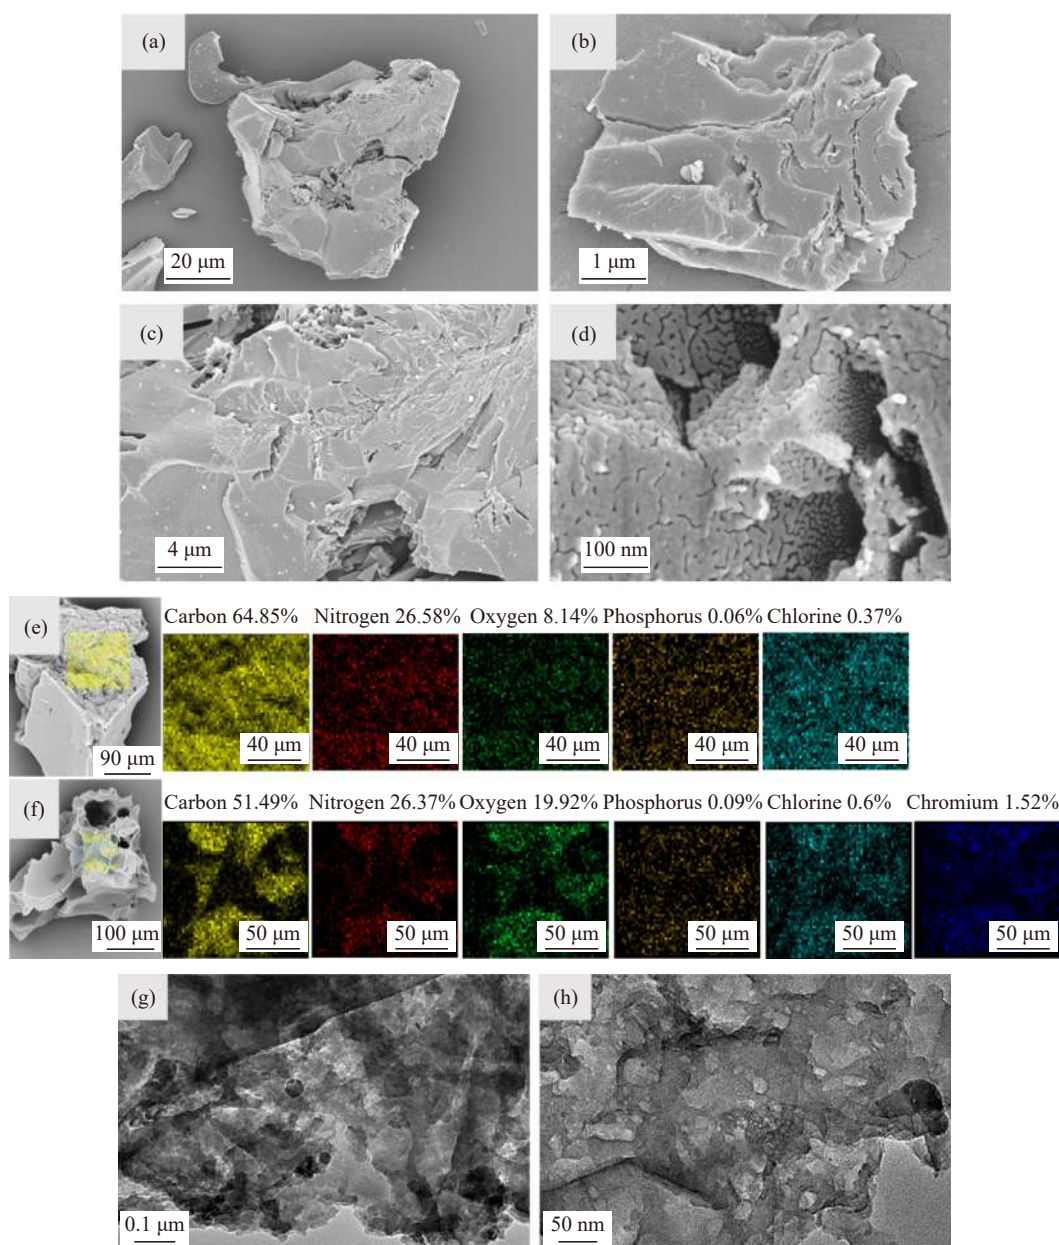 (a)
(b)
20 μm
1 μm
(c)
(d)
4 μm
100 nm
(e)
Carbon 64.85%
Nitrogen 26.58%
Oxygen 8.14%
Phosphorus 0.06%
Chlorine 0.37%
90 μm
40 μm
40 μm
40 μm
40 μm
40 μm
(f)
Carbon 51.49%
Nitrogen 26.37%
Oxygen 19.92%
Phosphorus 0.09%
Chlorine 0.6%
Chromium 1.52%
100 μm
50 μm
50 μm
50 μm
50 μm
50 μm
50 μm
(g)
(h)
0.1 μm
50 nm